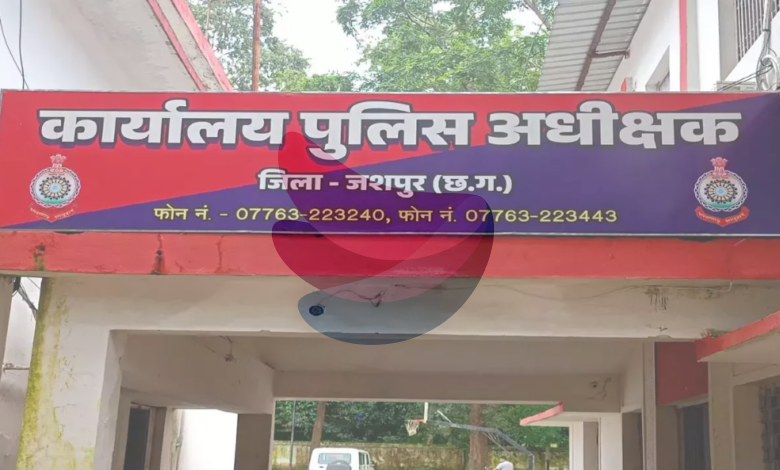 कार्यालय पुलिस अधीक्षक
जिला - जशपुर (छ.ग.)
फोन नं. - 07763-223240, फोन नं. 07763-223443